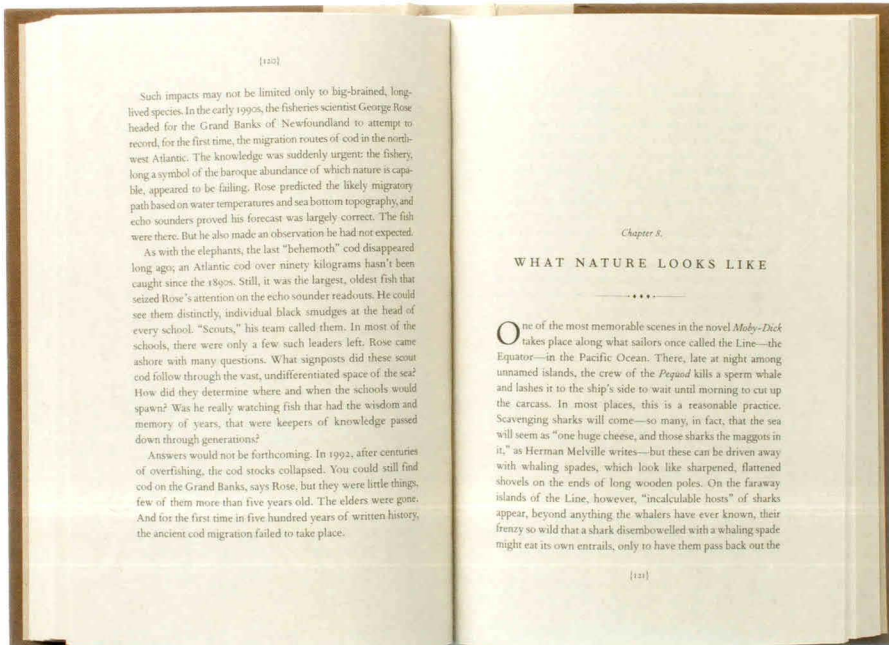 {120}
Such impacts may not be limited only to big-brained, long-
lived species. In the early 1990s, the fisheries scientist George Rose
headed for the Grand Banks of Newfoundland to attempt to
record, for the first time, the migration routes of cod in the north-
west Atlantic. The knowledge was suddenly urgent: the fishery,
long a symbol of the baroque abundance of which nature is capa-
ble, appeared to be failing. Rose predicted the likely migratory
path based on water temperatures and sea bottom topography, and
echo sounders proved his forecast was largely correct. The fish
were there. But he also made an observation he had not expected.
As with the elephants, the last "behemoth" cod disappeared
long ago; an Atlantic cod over ninety kilograms hasn't been
caught since the 1890s. Still, it was the largest, oldest fish that
seized Rose's attention on the echo sounder readouts. He could
see them distinctly, individual black smudges at the head of
every school. "Scouts," his team called them. In most of the
schools, there were only a few such leaders left. Rose came
ashore with many questions. What signposts did these scout
cod follow through the vast, undifferentiated space of the sea?
How did they determine where and when the schools would
spawn? Was he really watching fish that had the wisdom and
memory of years, that were keepers of knowledge passed
down through generations?
Answers would not be forthcoming. In 1992, after centuries
of overfishing, the cod stocks collapsed. You could still find
cod on the Grand Banks, says Rose, but they were little things,
few of them more than five years old. The elders were gone.
And for the first time in five hundred years of written history,
the ancient cod migration failed to take place.
Chapter 8.
WHAT NATURE LOOKS LIKE
One of the most memorable scenes in the novel Moby-Dick
takes place along what sailors once called the Line—the
Equator—in the Pacific Ocean. There, late at night among
unnamed islands, the crew of the Pequod kills a sperm whale
and lashes it to the ship's side to wait until morning to cut up
the carcass. In most places, this is a reasonable practice.
Scavenging sharks will come—so many, in fact, that the sea
will seem as "one huge cheese, and those sharks the maggots in
it," as Herman Melville writes—but these can be driven away
with whaling spades, which look like sharpened, flattened
shovels on the ends of long wooden poles. On the faraway
islands of the Line, however, "incalculable hosts" of sharks
appear, beyond anything the whalers have ever known, their
frenzy so wild that a shark disembowelled with a whaling spade
might eat its own entrails, only to have them pass back out the
{121}